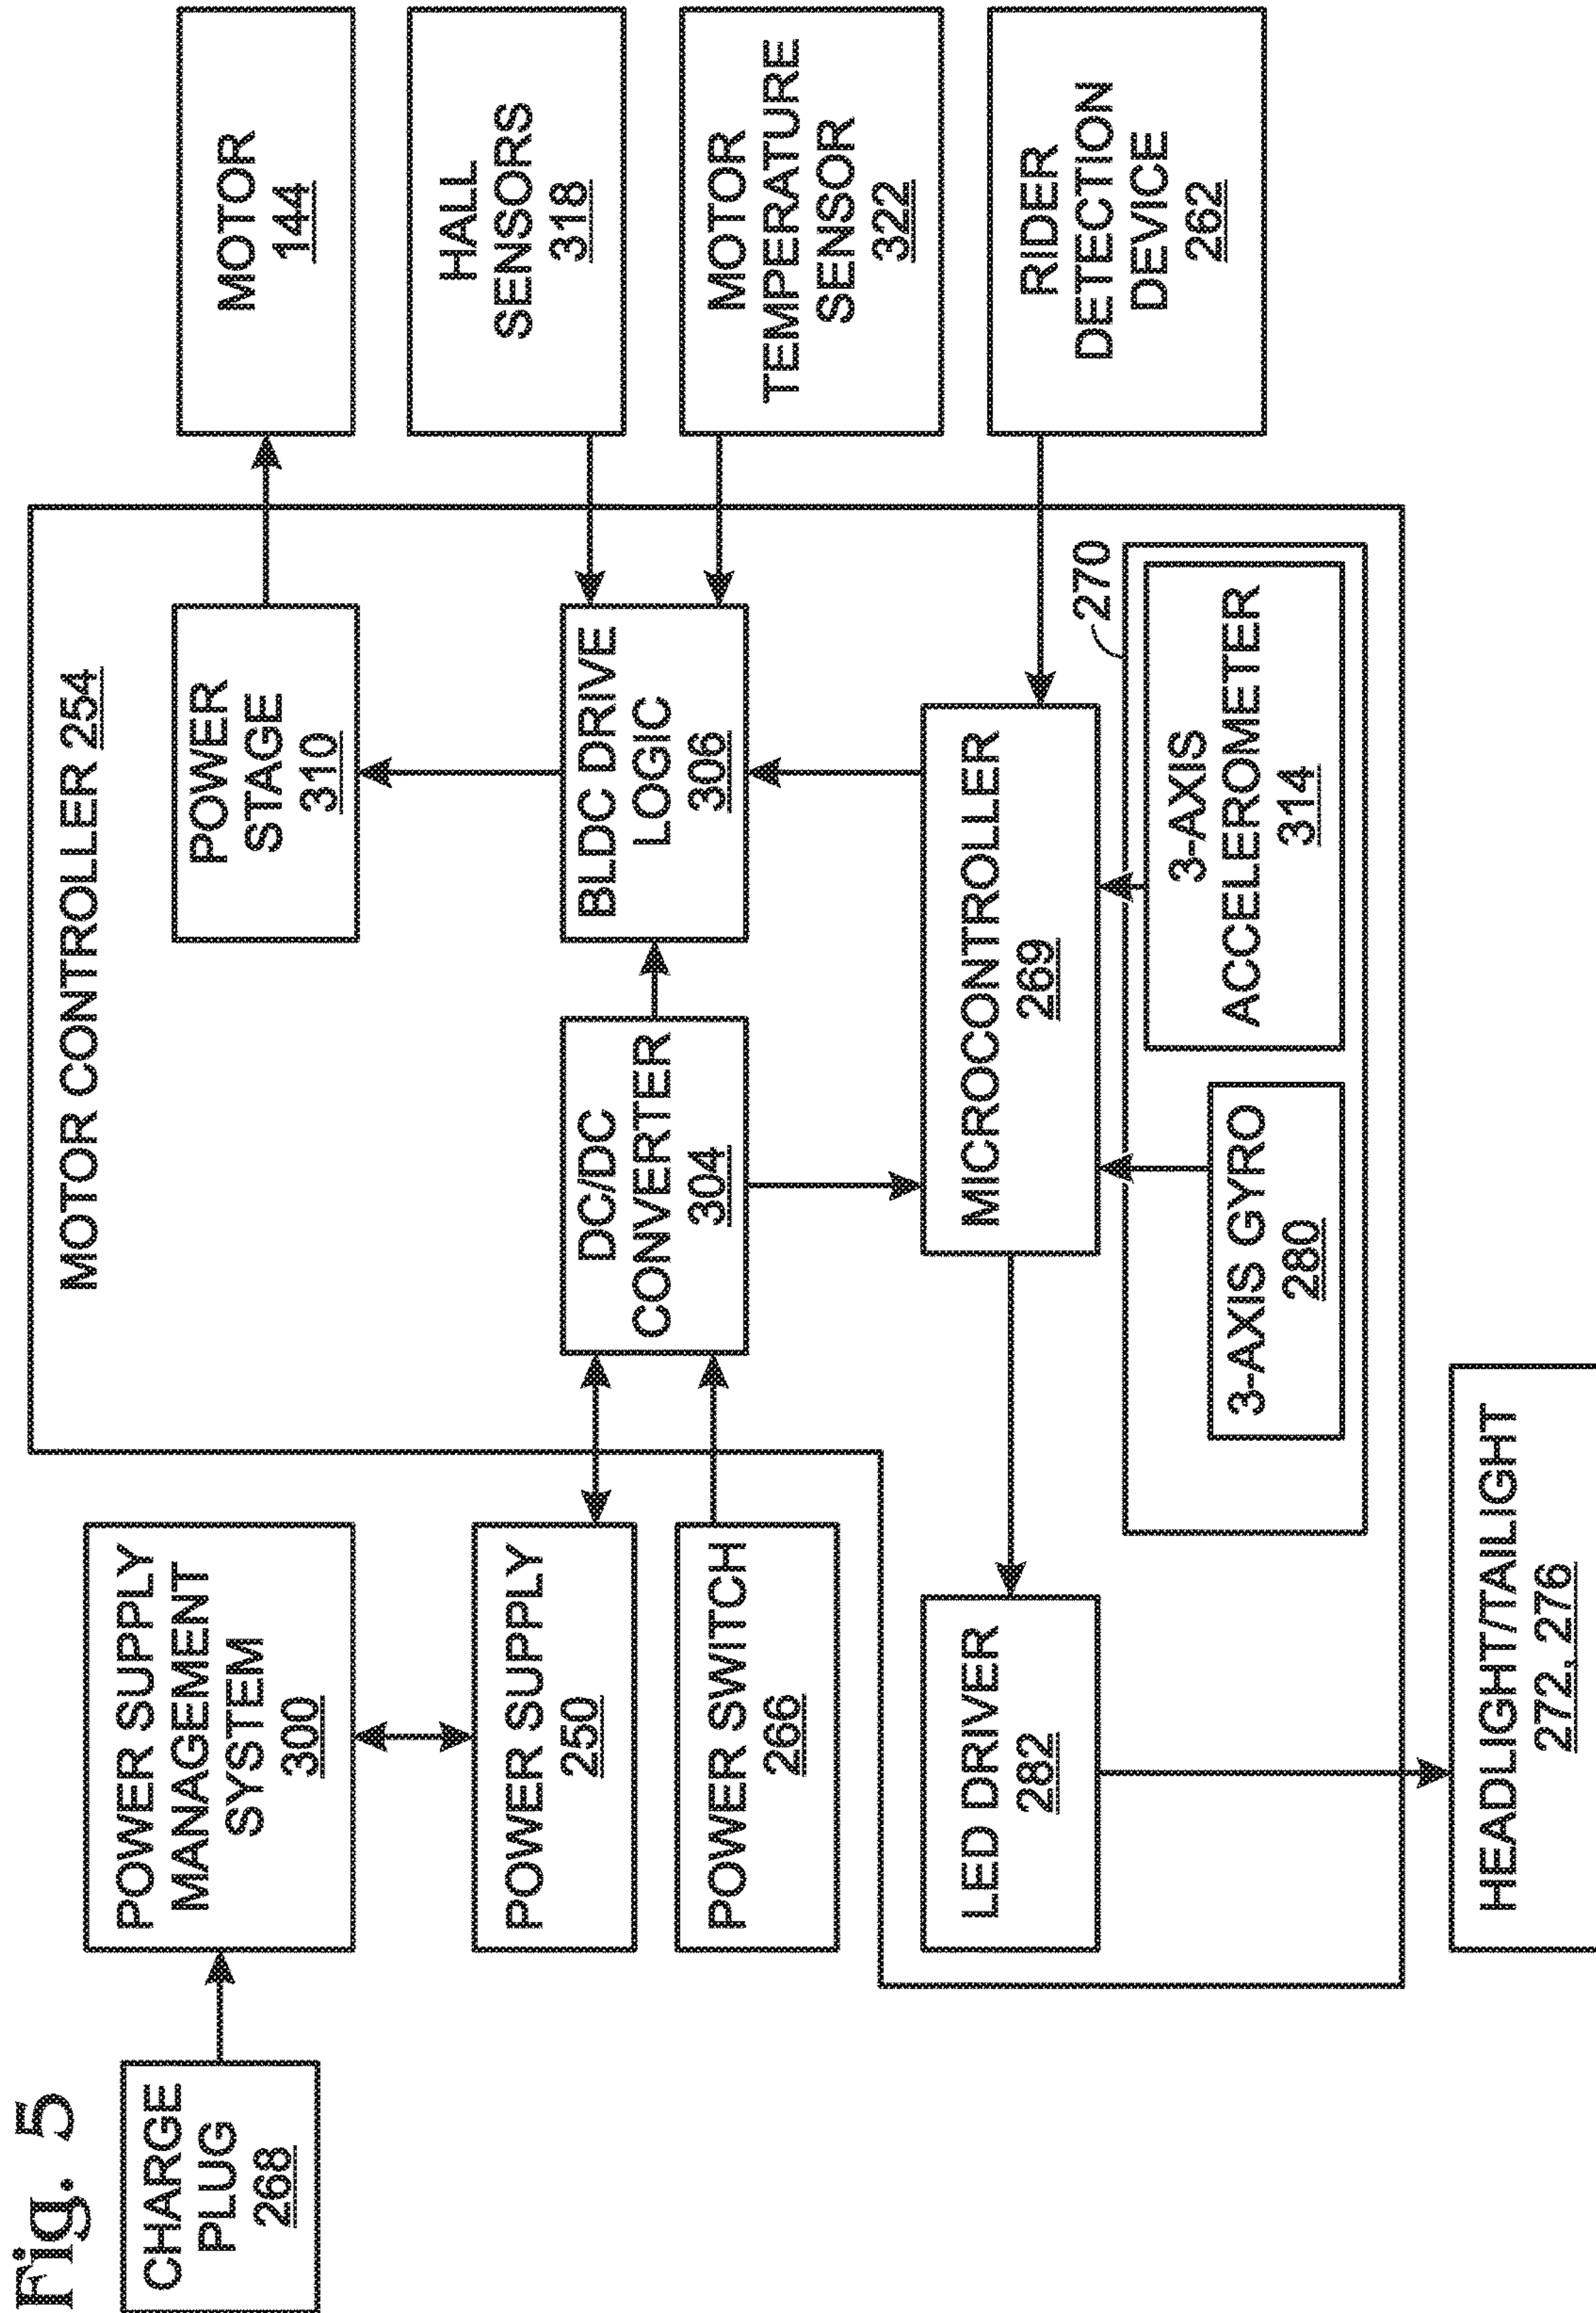 Fig. 5
CHARGE
PLUG
268
POWER SUPPLY
MANAGEMENT
SYSTEM
300
POWER SUPPLY
250
POWER SWITCH
266
MOTOR CONTROLLER 254
DC/DC
CONVERTER
304
POWER
STAGE
310
BLDC DRIVE
LOGIC
306
MICROCONTROLLER
269
LED DRIVER
282
3-AXIS GYRO
280
3-AXIS
ACCELEROMETER
314
270
MOTOR
144
HALL
SENSORS
318
MOTOR
TEMPERATURE
SENSOR
322
RIDER
DETECTION
DEVICE
262
HEADLIGHT/TAILIGHT
272, 276